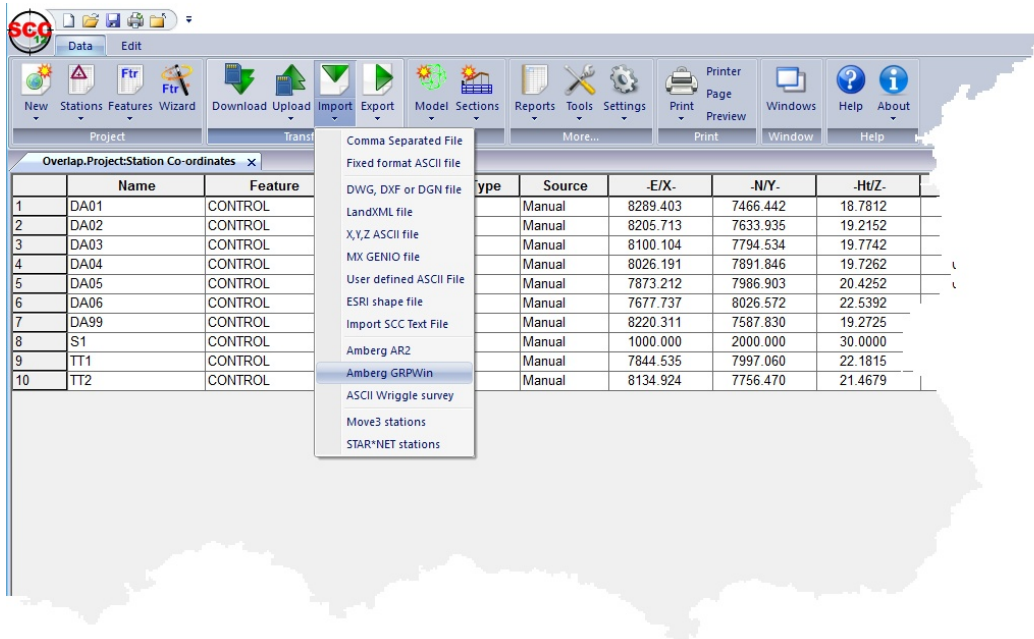 SCC
12
Data Edit
New Stations Features Wizard Download Upload Import Export Model Sections Reports Tools Settings Print Printer Page Preview Windows Help About
Ftr Ftr
Project Transf More... Print Window Help
Overlap.Project:Station Co-ordinates x
Name Feature ype Source -E/X- -N/Y- -Ht/Z-
1 DA01 CONTROL Manual 8289.403 7466.442 18.7812
2 DA02 CONTROL Manual 8205.713 7633.935 19.2152
3 DA03 CONTROL Manual 8100.104 7794.534 19.7742
4 DA04 CONTROL Manual 8026.191 7891.846 19.7262
5 DA05 CONTROL Manual 7873.212 7986.903 20.4252
6 DA06 CONTROL Manual 7677.737 8026.572 22.5392
7 DA99 CONTROL Manual 8220.311 7587.830 19.2725
8 S1 CONTROL Manual 1000.000 2000.000 30.0000
9 TT1 CONTROL Manual 7844.535 7997.060 22.1815
10 TT2 CONTROL Manual 8134.924 7756.470 21.4679
Comma Separated File
Fixed format ASCII file
DWG, DXF or DGN file
LandXML file
X,Y,Z ASCII file
MX GENIO file
User defined ASCII File
ESRI shape file
Import SCC Text File
Amberg AR2
Amberg GRPWin
ASCII Wriggle survey
Move3 stations
STAR*NET stations